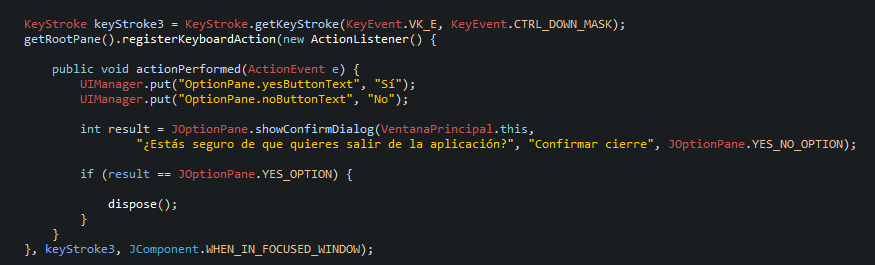 KeyStroke keyStroke3 = KeyStroke.getKeyStroke(KeyEvent.VK_E, KeyEvent.CTRL_DOWN_MASK);
getRootPane().registerKeyboardAction(new ActionListener() {
public void actionPerformed(ActionEvent e) {
UIManager.put("OptionPane.yesButtonText", "Sí");
UIManager.put("OptionPane.noButtonText", "No");
int result = JOptionPane.showConfirmDialog(VentanaPrincipal.this,
"¿Estás seguro de que quieres salir de la aplicación?", "Confirmar cierre", JOptionPane.YES_NO_OPTION);
if (result == JOptionPane.YES_OPTION) {
dispose();
}
}
}, keyStroke3, JComponent.WHEN_IN_FOCUSED_WINDOW);